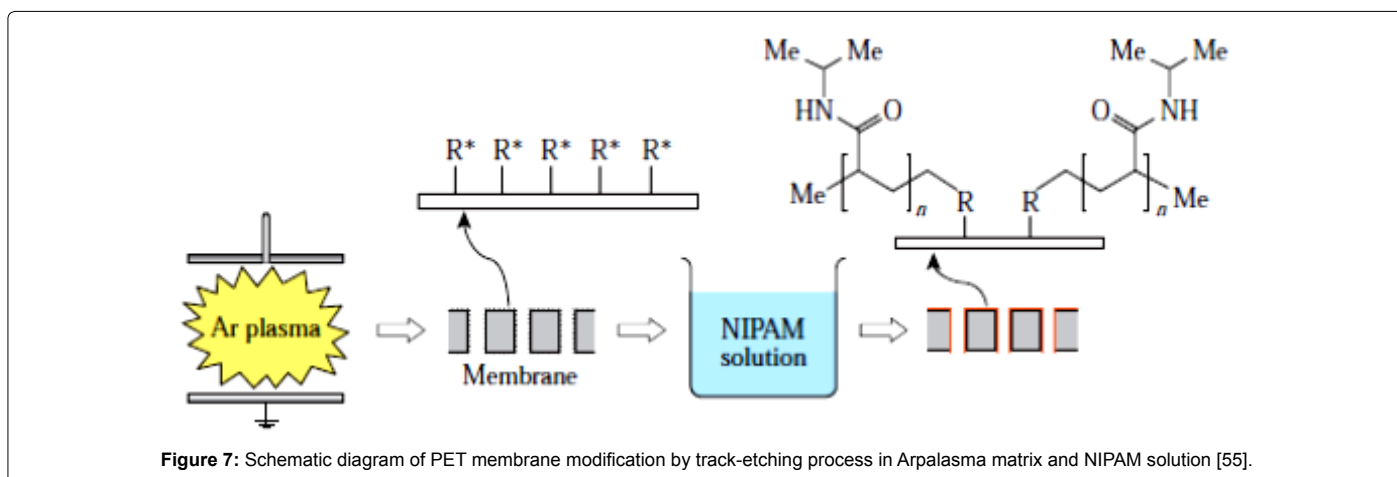 Me Me Me Me
HN O O NH
R* R* R* R* R*
Me n R R n Me
Ar plasma
NIPAM
solution
Membrane
Figure 7: Schematic diagram of PET membrane modification by track-etching process in Arpalasma matrix and NIPAM solution [55].